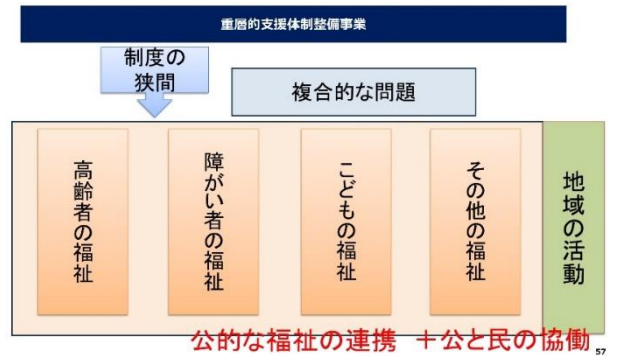 重層的支援体制整備事業
制度の
狭間
複合的な問題
高齢者の福祉
障がい者の福祉
こどもの福祉
その他の福祉
地域の活動
公的な福祉の連携 ＋公と民の協働
57